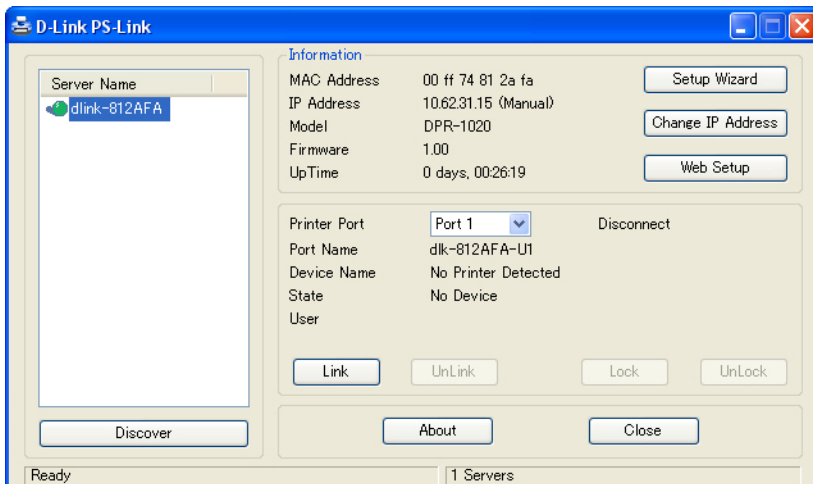 D-Link PS-Link
Server Name
dlink-812AFA
Discover
Information
MAC Address 00 ff 74 81 2a fa
IP Address 10.62.31.15 (Manual)
Model DPR-1020
Firmware 1.00
UpTime 0 days, 00:26:19
Setup Wizard
Change IP Address
Web Setup
Printer Port Port 1 Disconnect
Port Name dlk-812AFA-U1
Device Name No Printer Detected
State No Device
User
Link UnLink Lock UnLock
About Close
Ready 1 Servers